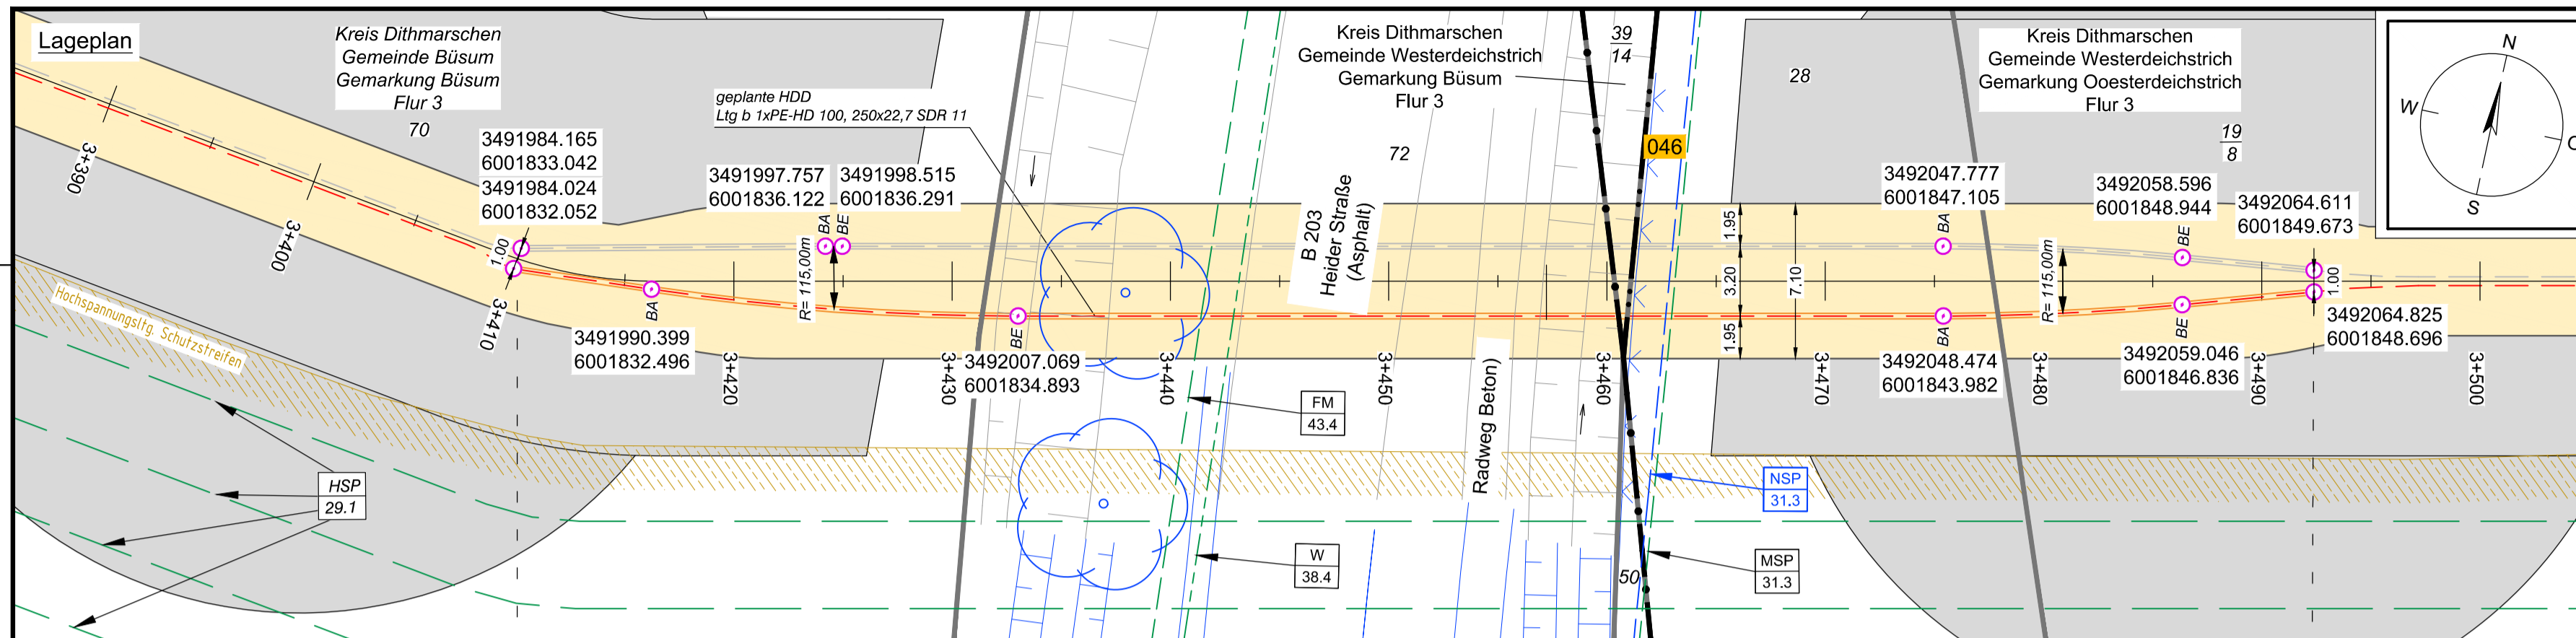 Lageplan
Kreis Dithmarschen
Gemeinde Büsum
Gemarkung Büsum
Flur 3
70
geplante HDD
Ltg b 1xPE-HD 100, 250x22,7 SDR 11
Kreis Dithmarschen
Gemeinde Westerdeichstrich
Gemarkung Büsum
Flur 3
39
14
72
046
28
Kreis Dithmarschen
Gemeinde Westerdeichstrich
Gemarkung Ooesterdeichstrich
Flur 3
19
8
N
W
O
S
3+390
3+400
3491984.165
6001833.042
3491984.024
6001832.052
1.00
3+410
3491997.757
6001836.122
3491998.515
6001836.291
BA
BE
R= 115,00m
BA
3491990.399
6001832.496
BE
3492007.069
6001834.893
B 203
Heider Straße
(Asphalt)
Radweg Beton)
1.95
3.20
1.95
7.10
3492047.777
6001847.105
BA
3492058.596
6001848.944
BE
3492064.611
6001849.673
R= 115,00m
1.00
BA
3492048.474
6001843.982
BE
3492059.046
6001846.836
3492064.825
6001848.696
3+420
3+430
3+440
3+450
3+460
3+470
3+480
3+490
3+500
Hochspannungsltg. Schutzstreifen
HSP
29.1
FM
43.4
W
38.4
NSP
31.3
MSP
31.3
50